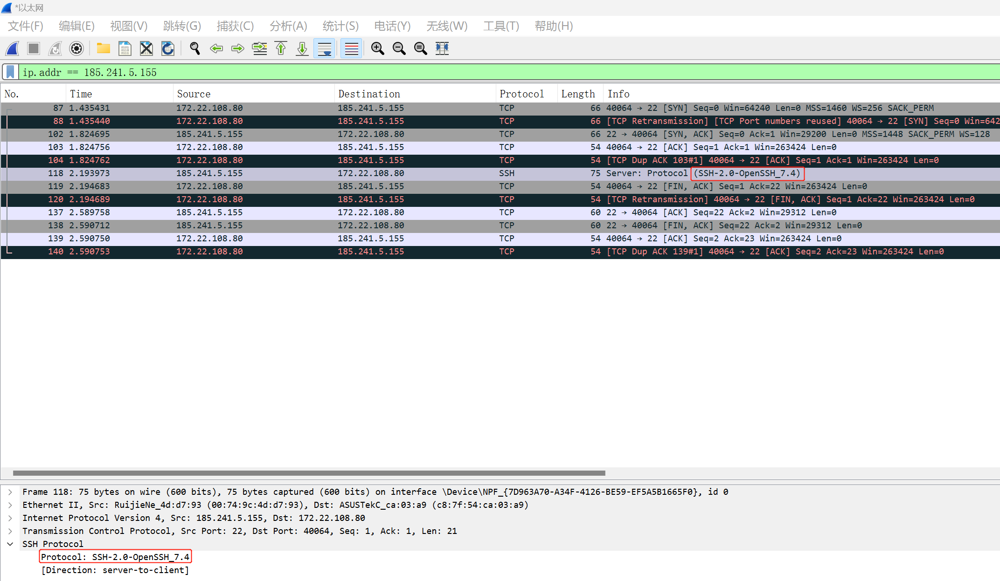 *以太网
文件(F) 编辑(E) 视图(V) 跳转(G) 捕获(C) 分析(A) 统计(S) 电话(Y) 无线(W) 工具(T) 帮助(H)
ip.addr == 185.241.5.155
No. Time Source Destination Protocol Length Info
87 1.435431 172.22.108.80 185.241.5.155 TCP 66 40064 → 22 [SYN] Seq=0 Win=64240 Len=0 MSS=1460 WS=256 SACK_PERM
88 1.435440 172.22.108.80 185.241.5.155 TCP 66 [TCP Retransmission] [TCP Port numbers reused] 40064 → 22 [SYN] Seq=0 Win=642
102 1.824695 185.241.5.155 172.22.108.80 TCP 66 22 → 40064 [SYN, ACK] Seq=0 Ack=1 Win=29200 Len=0 MSS=1448 SACK_PERM WS=128
103 1.824756 172.22.108.80 185.241.5.155 TCP 54 40064 → 22 [ACK] Seq=1 Ack=1 Win=263424 Len=0
104 1.824762 172.22.108.80 185.241.5.155 TCP 54 [TCP Dup ACK 103#1] 40064 → 22 [ACK] Seq=1 Ack=1 Win=263424 Len=0
118 2.193973 185.241.5.155 172.22.108.80 SSH 75 Server: Protocol (SSH-2.0-OpenSSH_7.4)
119 2.194683 172.22.108.80 185.241.5.155 TCP 54 40064 → 22 [FIN, ACK] Seq=1 Ack=22 Win=263424 Len=0
120 2.194689 172.22.108.80 185.241.5.155 TCP 54 [TCP Retransmission] 40064 → 22 [FIN, ACK] Seq=1 Ack=22 Win=263424 Len=0
137 2.589758 185.241.5.155 172.22.108.80 TCP 60 22 → 40064 [ACK] Seq=22 Ack=2 Win=29312 Len=0
138 2.590712 185.241.5.155 172.22.108.80 TCP 60 22 → 40064 [FIN, ACK] Seq=22 Ack=2 Win=29312 Len=0
139 2.590750 172.22.108.80 185.241.5.155 TCP 54 40064 → 22 [ACK] Seq=2 Ack=23 Win=263424 Len=0
140 2.590753 172.22.108.80 185.241.5.155 TCP 54 [TCP Dup ACK 139#1] 40064 → 22 [ACK] Seq=2 Ack=23 Win=263424 Len=0
Frame 118: 75 bytes on wire (600 bits), 75 bytes captured (600 bits) on interface \Device\NPF_{7D963A70-A34F-4126-BE59-EF5A5B1665F0}, id 0
Ethernet II, Src: RuijieNe_4d:d7:93 (00:74:9c:4d:d7:93), Dst: ASUSTekC_ca:03:a9 (c8:7f:54:ca:03:a9)
Internet Protocol Version 4, Src: 185.241.5.155, Dst: 172.22.108.80
Transmission Control Protocol, Src Port: 22, Dst Port: 40064, Seq: 1, Ack: 1, Len: 21
SSH Protocol
Protocol: SSH-2.0-OpenSSH_7.4
[Direction: server-to-client]